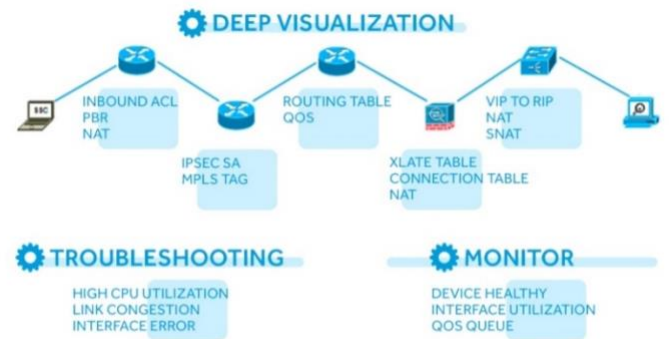 DEEP VISUALIZATION
INBOUND ACL
PBR
NAT
IPSEC SA
MPLS TAG
ROUTING TABLE
QOS
XLATE TABLE
CONNECTION TABLE
NAT
VIP TO RIP
NAT
SNAT
TROUBLESHOOTING
HIGH CPU UTILIZATION
LINK CONGESTION
INTERFACE ERROR
MONITOR
DEVICE HEALTHY
INTERFACE UTILIZATION
QOS QUEUE